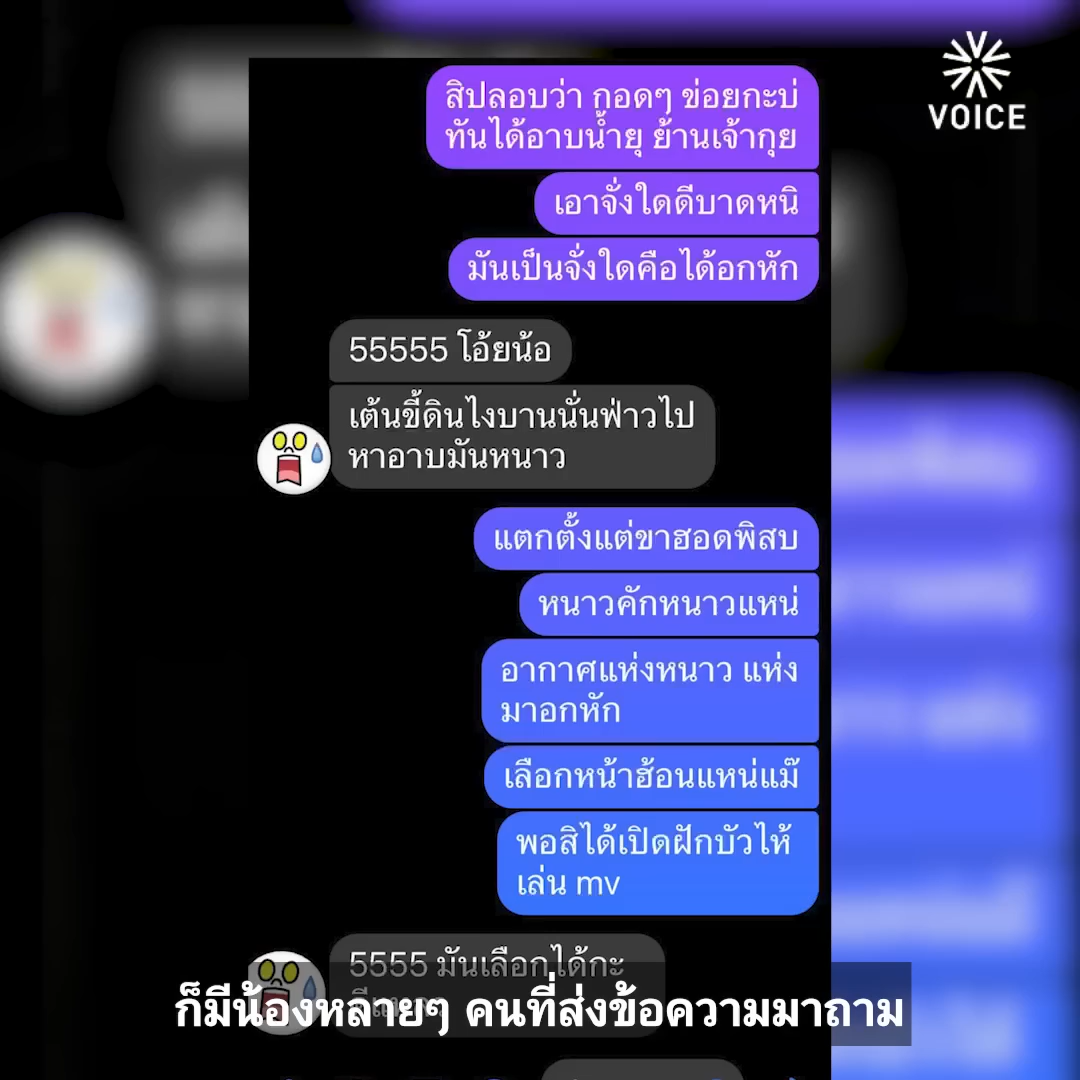 VOICE
สิปลอบว่า กอดๆ ข่อยกะบ่
ทันได้อาบน้ำยุ ย้านเจ้ากุย
เอาจั่งใดดีบาดหนิ
มันเป็นจั่งใดคือได้อกหัก
55555 โอ้ยน้อ
เต้นขี้ดินไงบานนั่นฟ่าวไป
หาอาบมันหนาว
แตกตั้งแต่ขาฮอดพิสบ
หนาวคักหนาวแหน่
อากาศแห่งหนาว แห่ง
มาอกหัก
เลือกหน้าฮ้อนแหน่แม๊
พอสิได้เปิดฝักบัวไห้
เล่น mv
5555 มันเลือกได้กะ
ก็มีน้องหลายๆ คนที่ส่งข้อความมาถาม